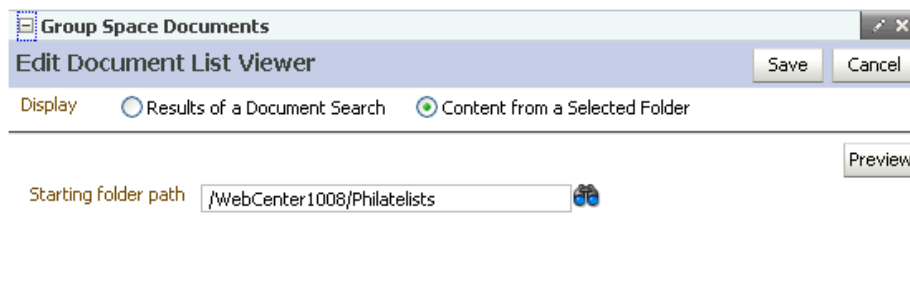 Group Space Documents
Edit Document List Viewer Save Cancel
Display Results of a Document Search Content from a Selected Folder
Preview
Starting folder path /WebCenter1008/Philatelists